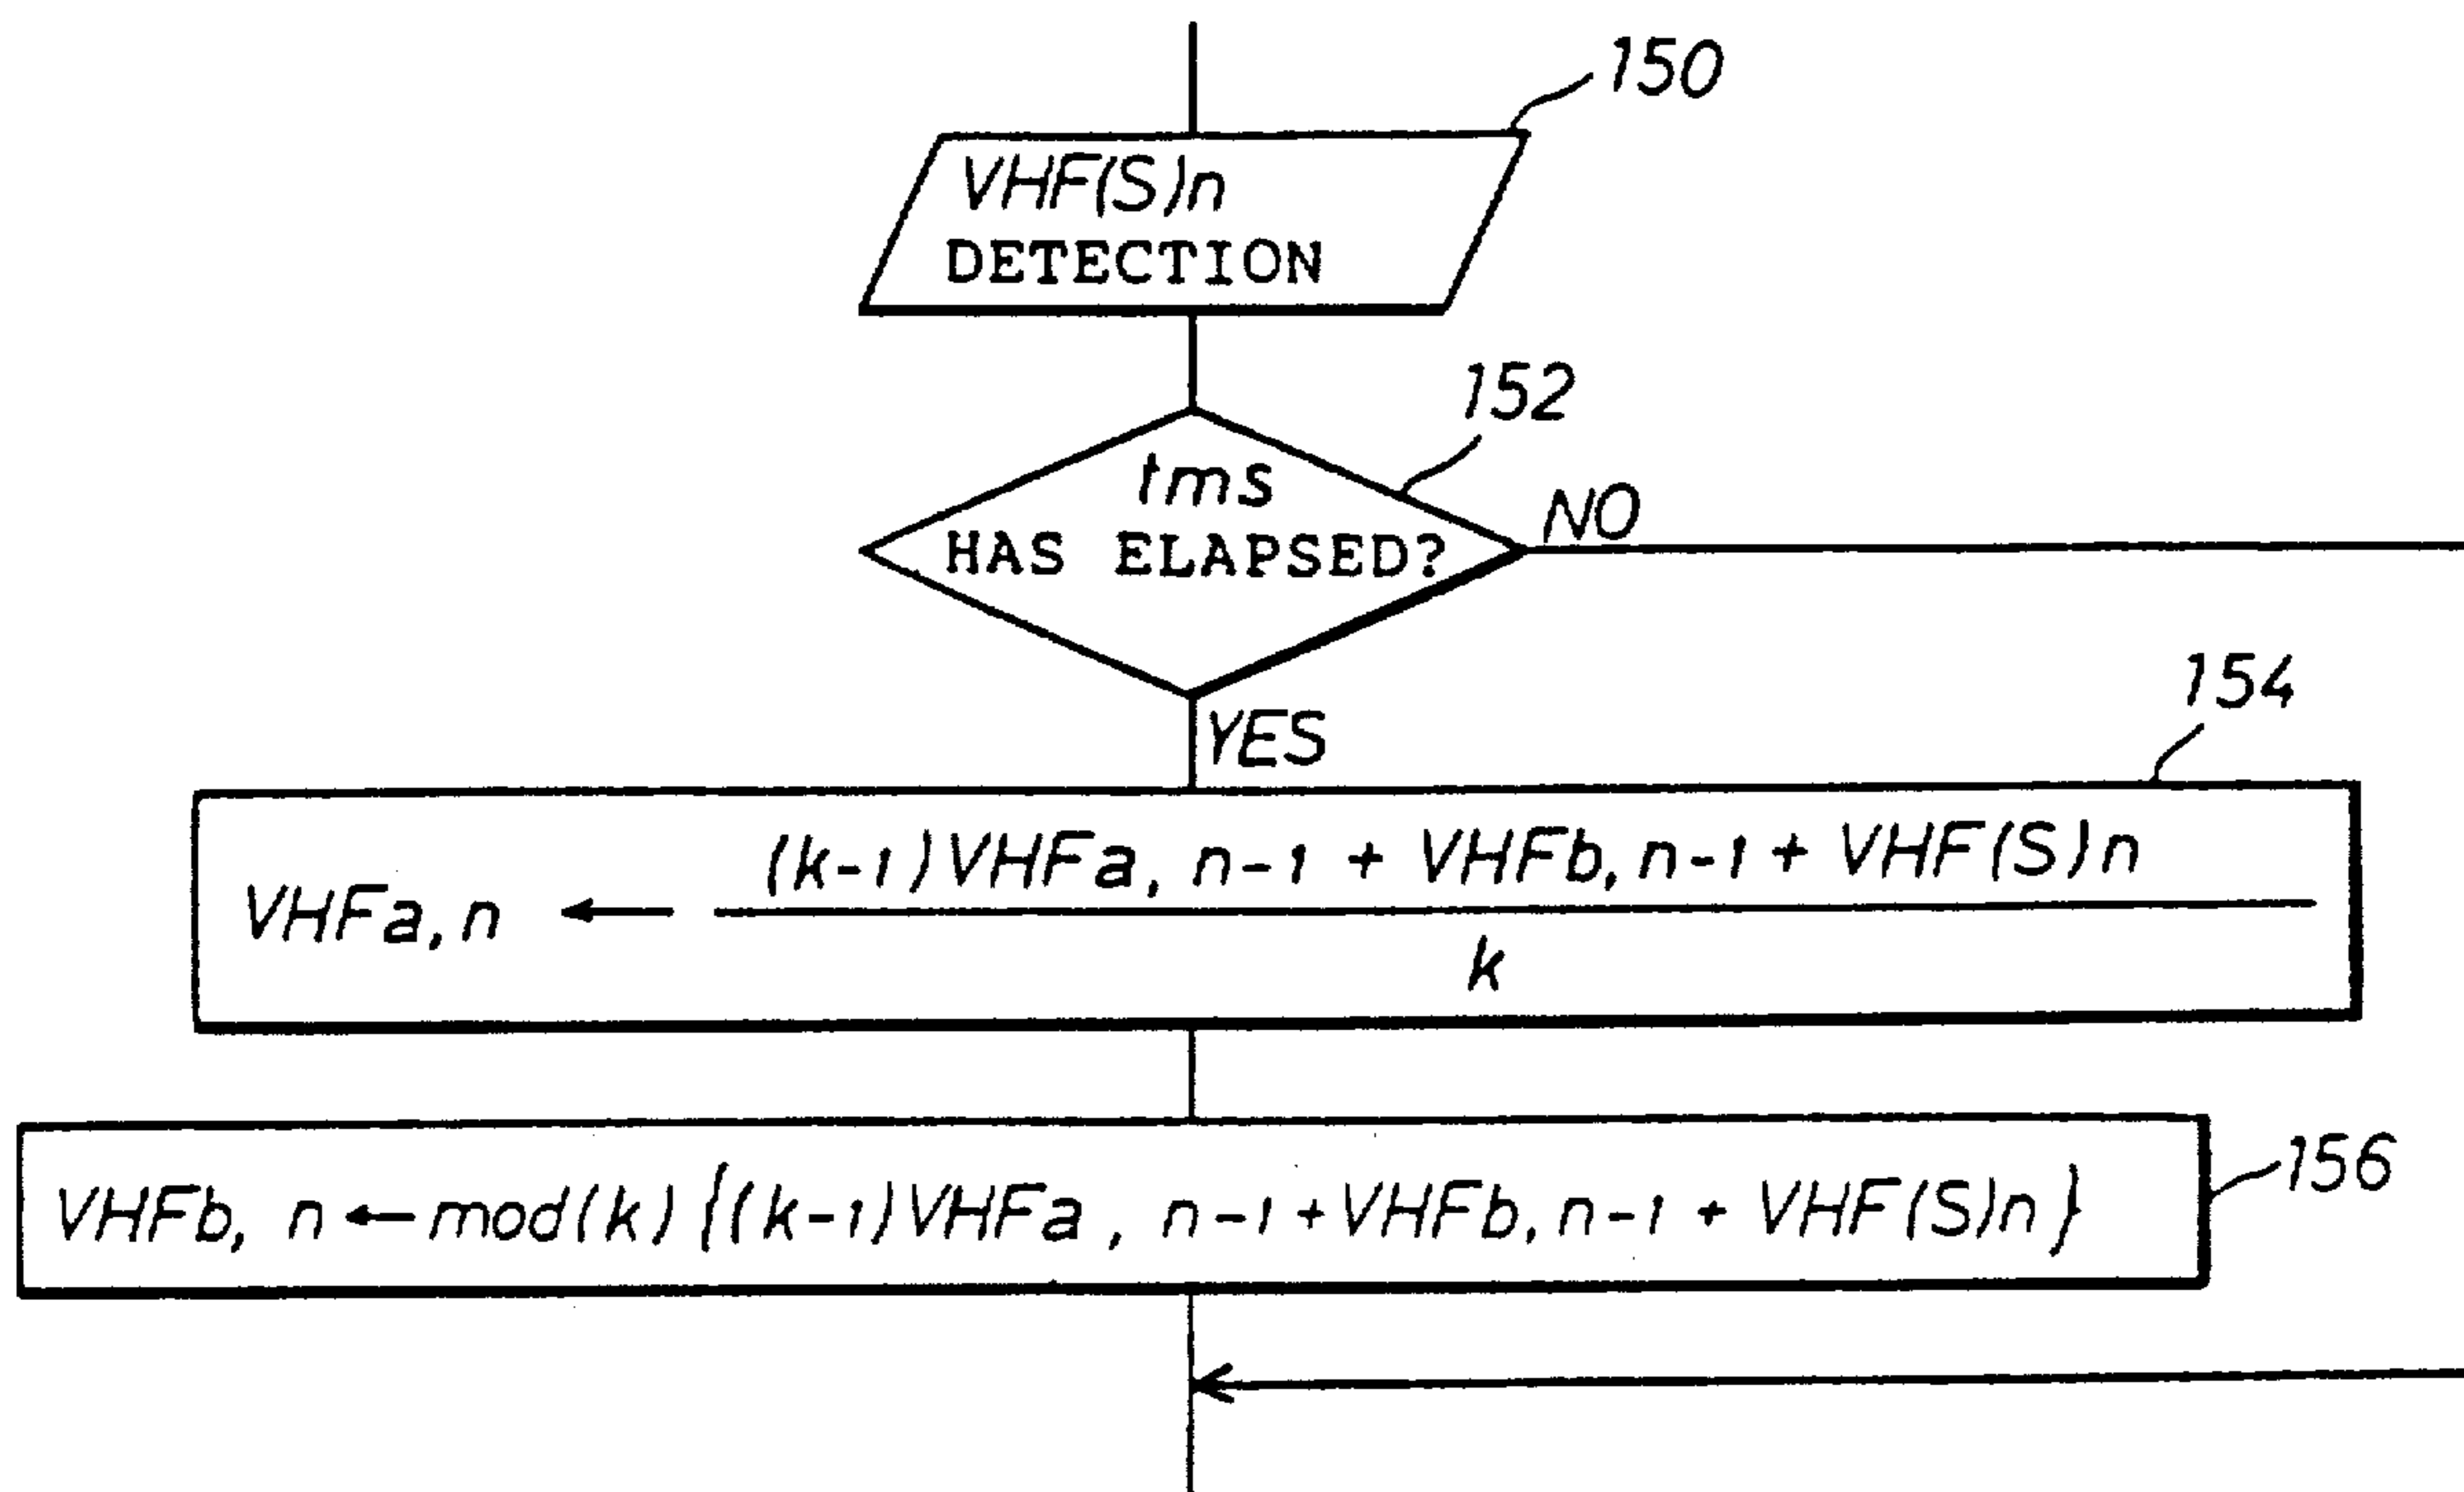 150
VHF(S)n
DETECTION
152
tms
HAS ELAPSED?
NO
YES
154
(k-1)VHFa, n-1 + VHFb, n-1 + VHF(S)n
VHFa, n ←
k
VHFb, n ← mod(k) {(k-1)VHFa, n-1 + VHFb, n-1 + VHF(S)n}
156